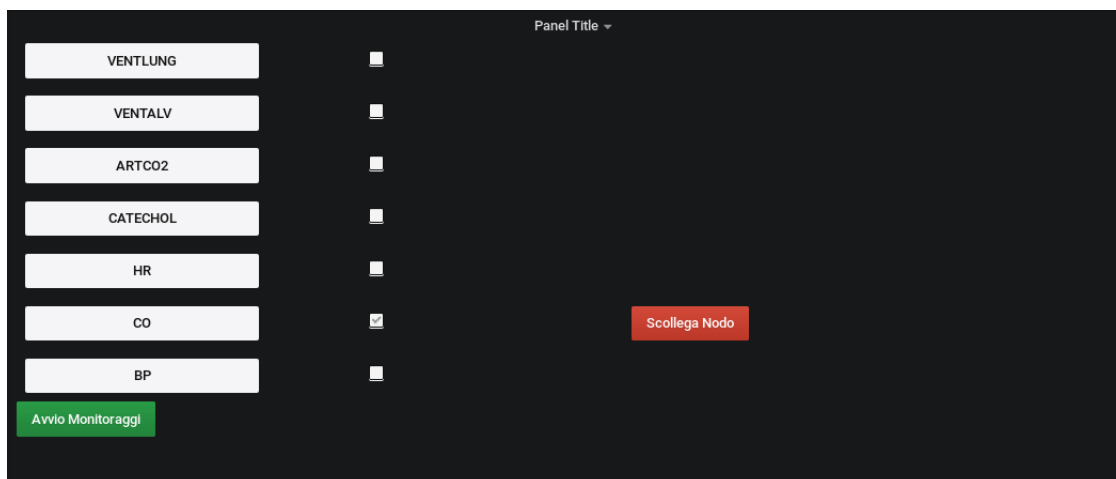 Panel Title
VENTLUNG
VENTALV
ARTCO2
CATECHOL
HR
CO
Scollega Nodo
BP
Avvio Monitoraggi